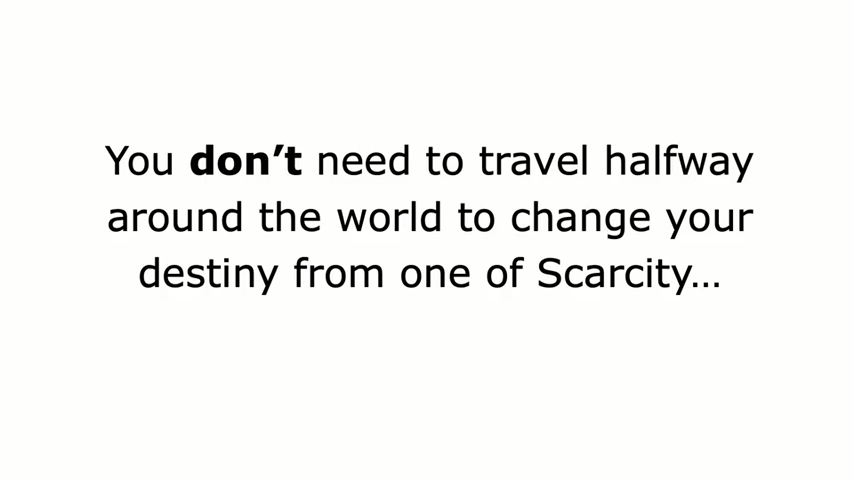 You don’t need to travel halfway
around the world to change your
destiny from one of Scarcity…